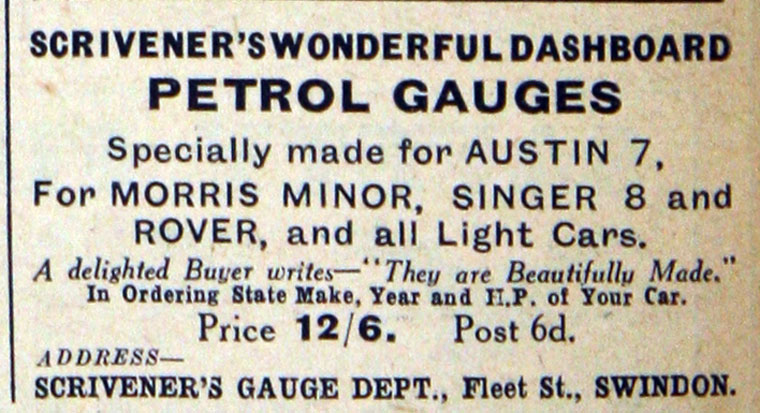 SCRIVENER'S WONDERFUL DASHBOARD
PETROL GAUGES
Specially made for AUSTIN 7,
For MORRIS MINOR, SINGER 8 and
ROVER, and all Light Cars.
A delighted Buyer writes—"They are Beautifully Made."
In Ordering State Make, Year and H.P. of Your Car.
Price 12/6. Post 6d.
ADDRESS—
SCRIVENER'S GAUGE DEPT., Fleet St., SWINDON.